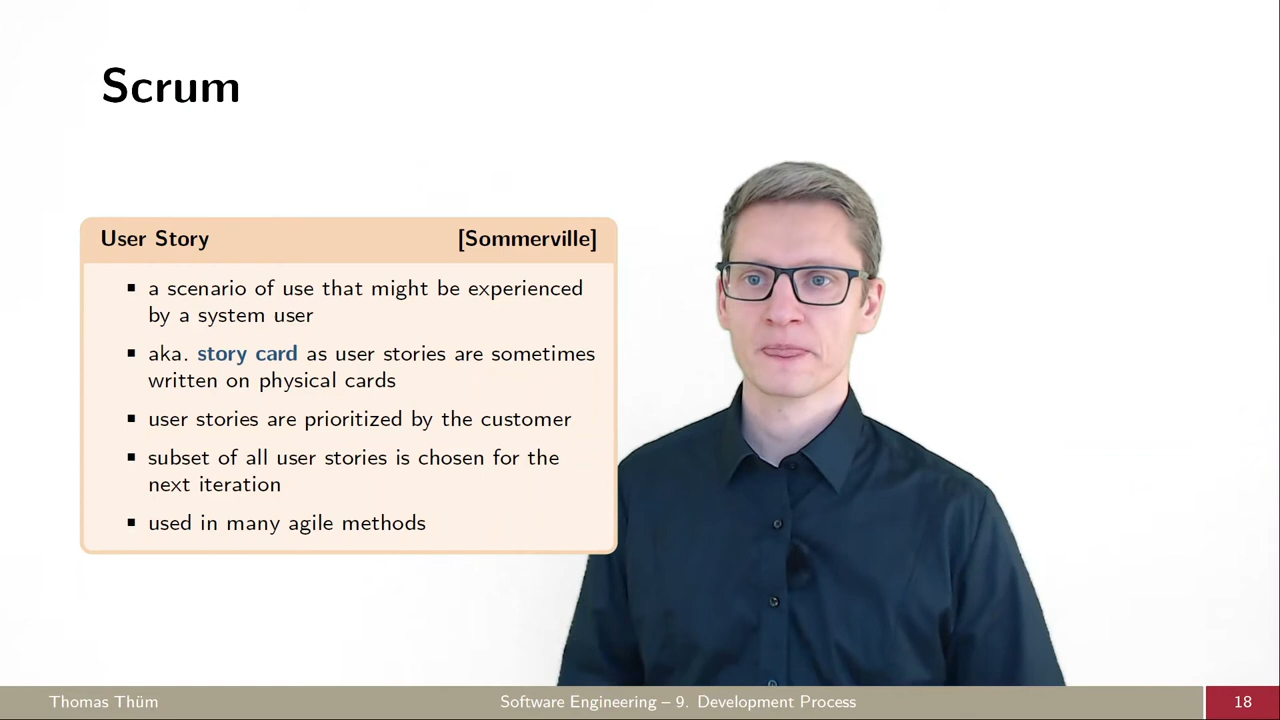 Scrum
User Story [Sommerville]
▪ a scenario of use that might be experienced
by a system user
▪ aka. story card as user stories are sometimes
written on physical cards
▪ user stories are prioritized by the customer
▪ subset of all user stories is chosen for the
next iteration
▪ used in many agile methods
Thomas Thüm Software Engineering – 9. Development Process 18